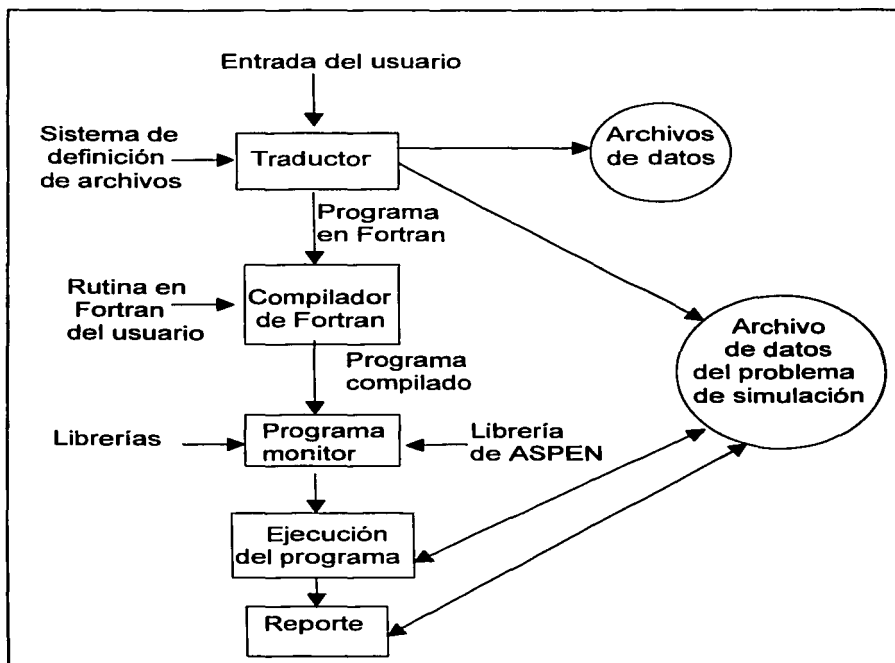 Entrada del usuario
Sistema de
definición
de archivos
Traductor
Archivos
de datos
Programa
en Fortran
Rutina en
Fortran
del usuario
Compilador
de Fortran
Archivo
de datos
del problema
de simulación
Programa
compilado
Librerías
Programa
monitor
Librería
de ASPEN
Ejecución
del programa
Reporte